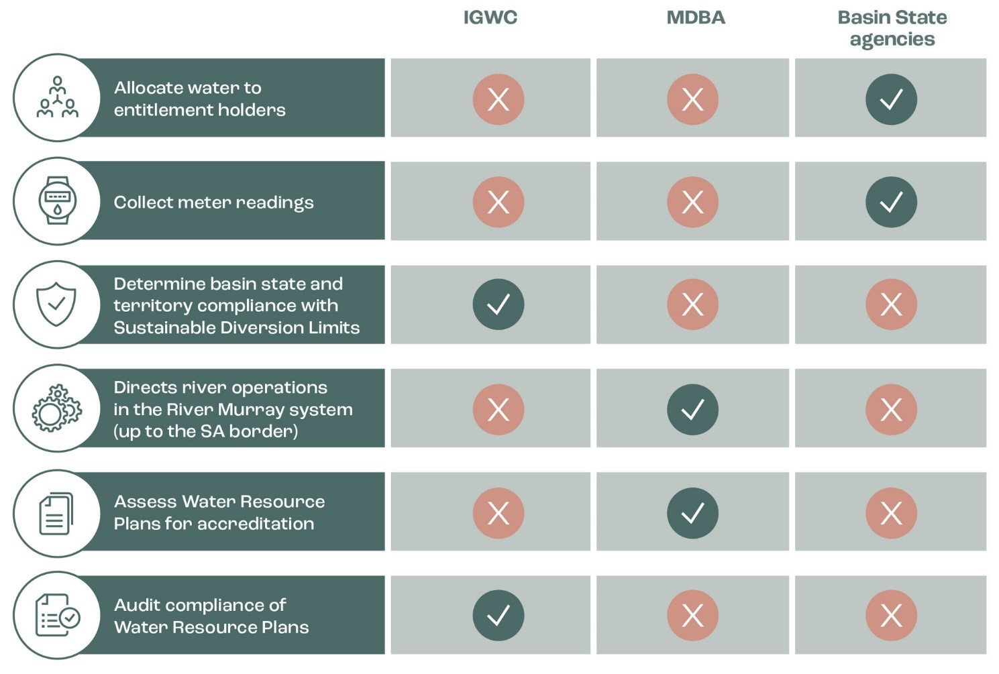 IGWC
MDBA
Basin State
agencies
Allocate water to
entitlement holders
Collect meter readings
Determine basin state and
territory compliance with
Sustainable Diversion Limits
Directs river operations
in the River Murray system
(up to the SA border)
Assess Water Resource
Plans for accreditation
Audit compliance of
Water Resource Plans